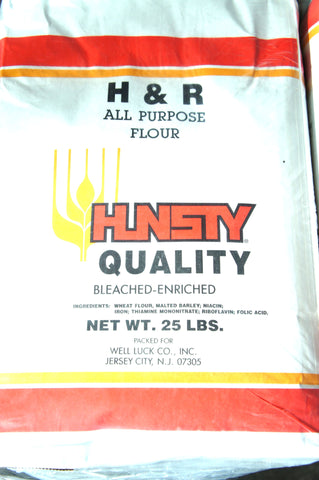 H & R
ALL PURPOSE
FLOUR
HUNSTY®
QUALITY
BLEACHED-ENRICHED
INGREDIENTS: WHEAT FLOUR, MALTED BARLEY; NIACIN;
IRON; THIAMINE MONONITRATE; RIBOFLAVIN; FOLIC ACID.
NET WT. 25 LBS.
PACKED FOR
WELL LUCK CO., INC.
JERSEY CITY, N.J. 07305